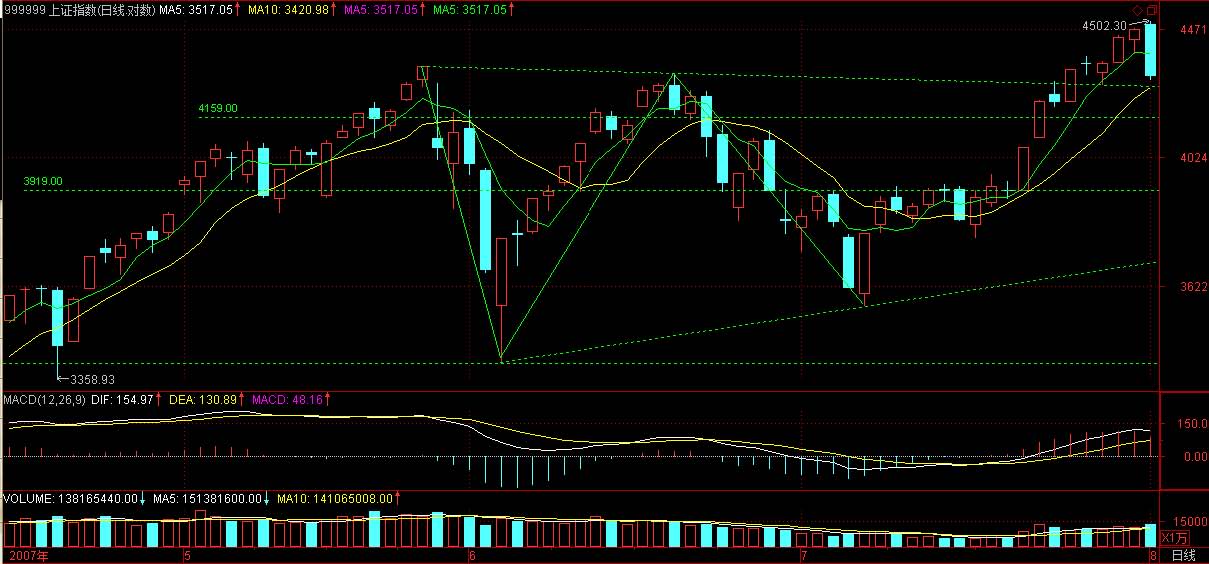 999999 上证指数(日线.对数) MA5: 3517.05↑ MA10: 3420.98↑ MA5: 3517.05↑ MA5: 3517.05↑
4502.30
4471
4159.00
4024
3919.00
3622
←3358.93
MACD(12,26,9) DIF: 154.97↑ DEA: 130.89↑ MACD: 48.16↑
150.0
0.00
VOLUME: 138165440.00↓ MA5: 151381600.00↓ MA10: 141065008.00↑
15000
X1万
2007年 5 6 7 8 日线